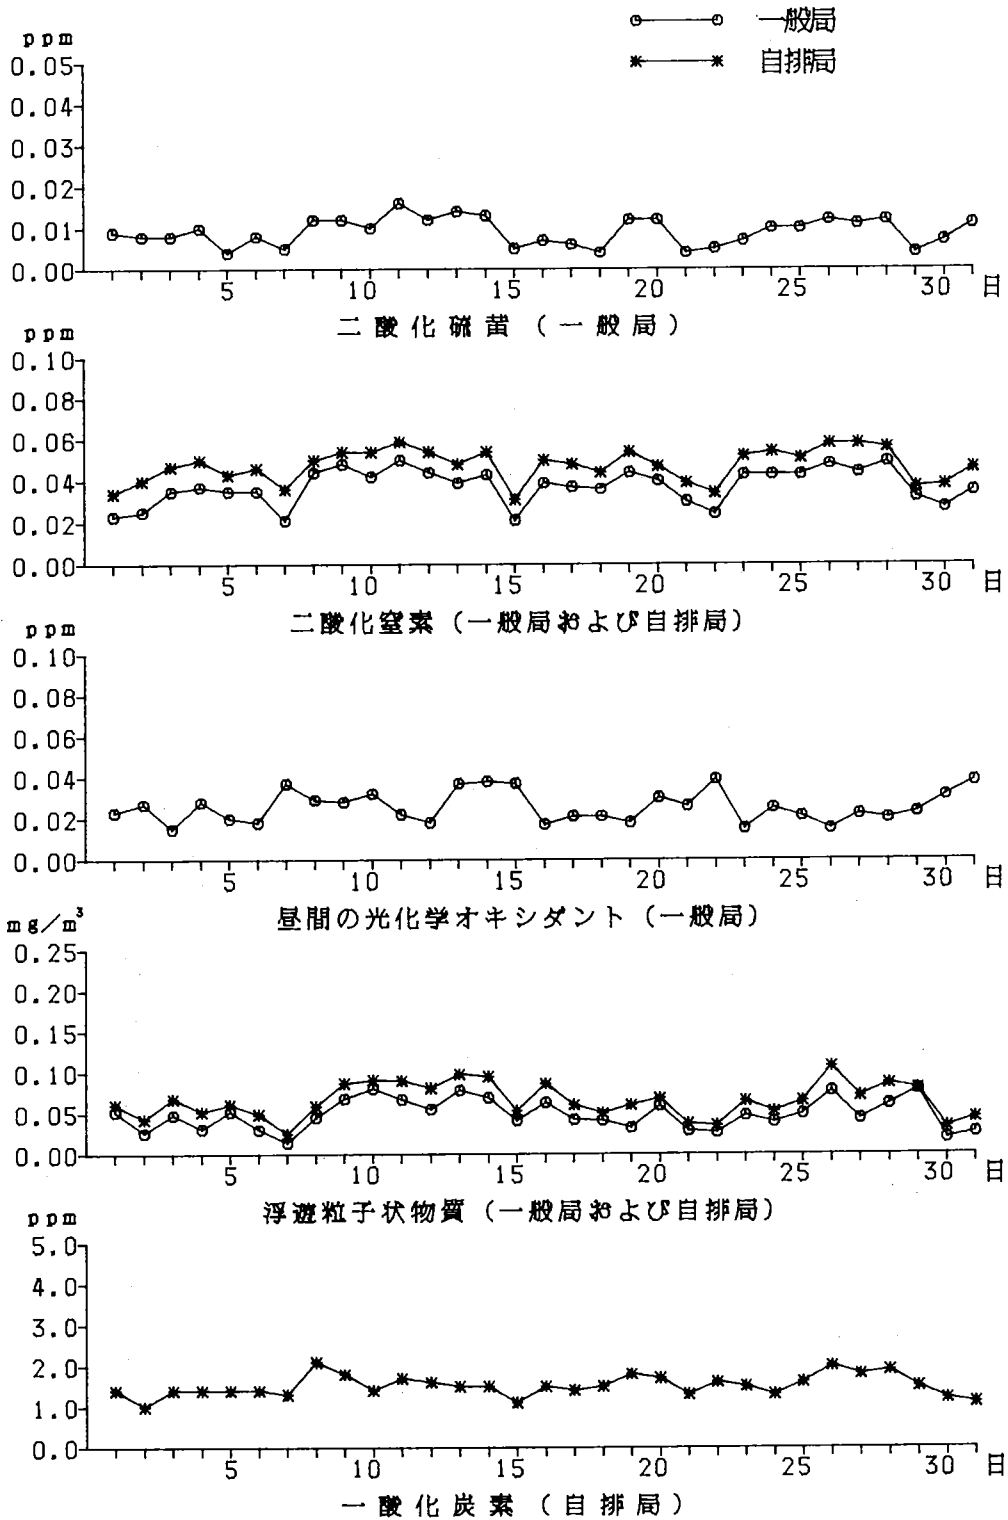 一般局
自排局
ppm
0.05
0.04
0.03
0.02
0.01
0.00
5 10 15 20 25 30 日
二酸化硫黄（一般局）
ppm
0.10
0.08
0.06
0.04
0.02
0.00
5 10 15 20 25 30 日
二酸化窒素（一般局および自排局）
ppm
0.10
0.08
0.06
0.04
0.02
0.00
5 10 15 20 25 30 日
昼間の光化学オキシダント（一般局）
mg/m³
0.25
0.20
0.15
0.10
0.05
0.00
5 10 15 20 25 30 日
浮遊粒子状物質（一般局および自排局）
ppm
5.0
4.0
3.0
2.0
1.0
0.0
5 10 15 20 25 30 日
一酸化炭素（自排局）